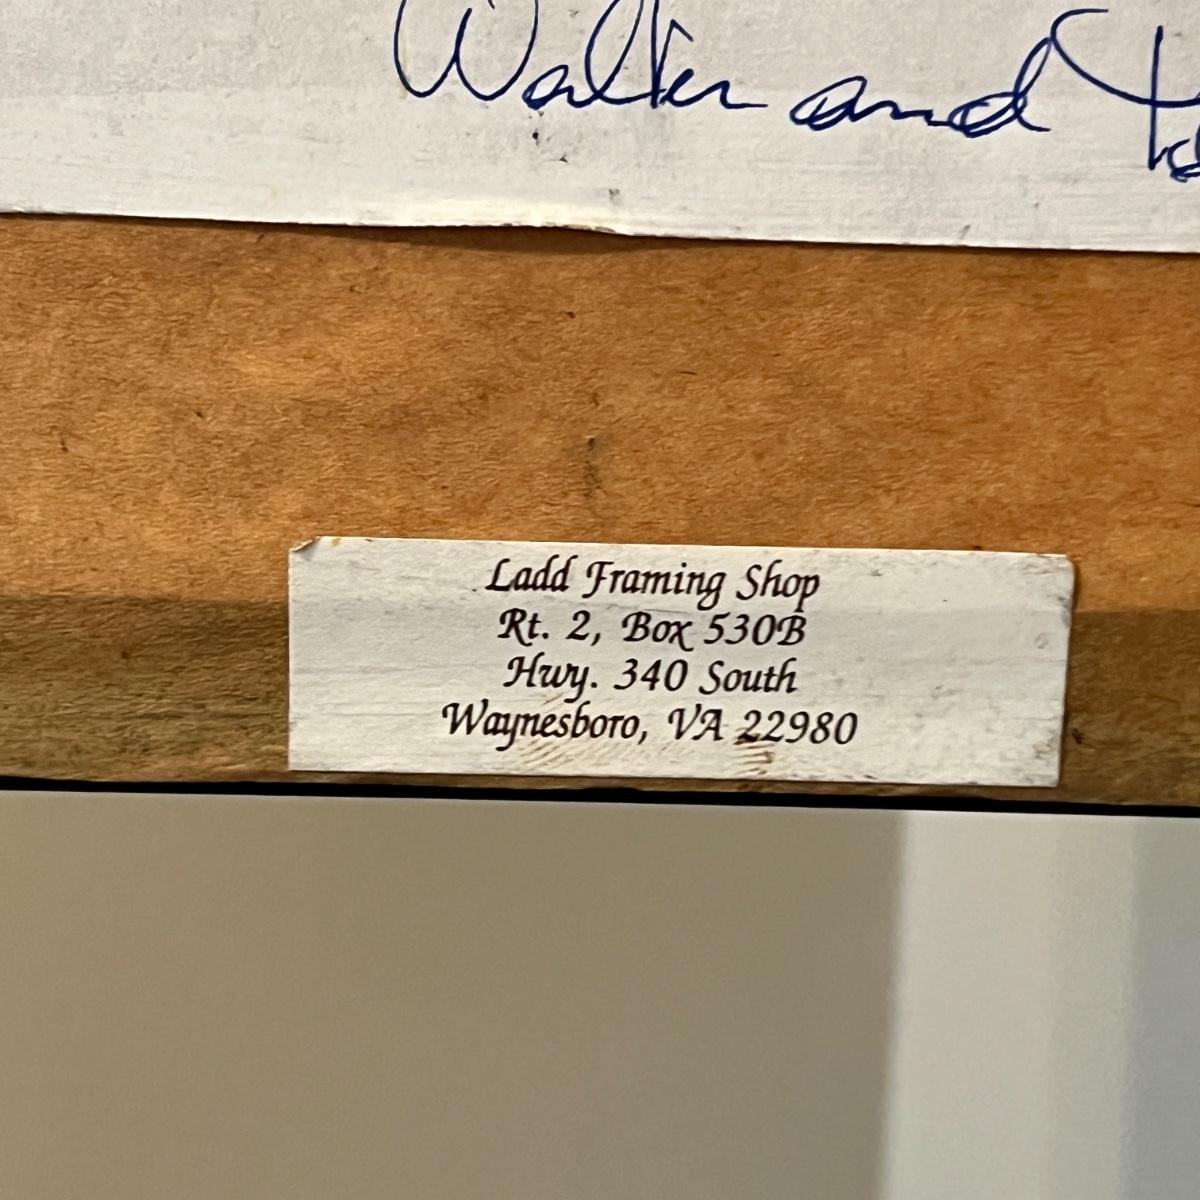 Walter and
Ladd Framing Shop
Rt. 2, Box 530B
Hwy. 340 South
Waynesboro, VA 22980